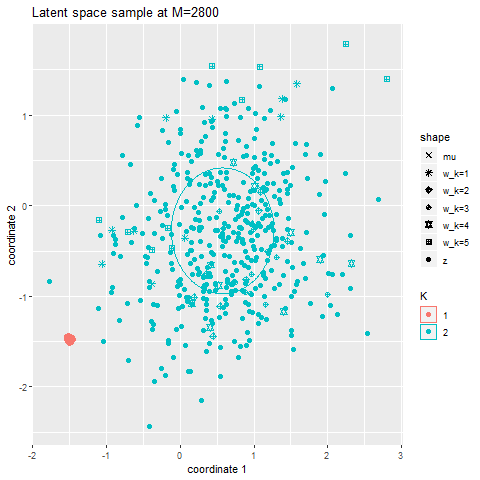 Latent space sample at M=2800
coordinate 2
1
0
-1
-2
-2
-1
0
1
2
3
coordinate 1
shape
mu
w_k=1
w_k=2
w_k=3
w_k=4
w_k=5
z
K
1
2